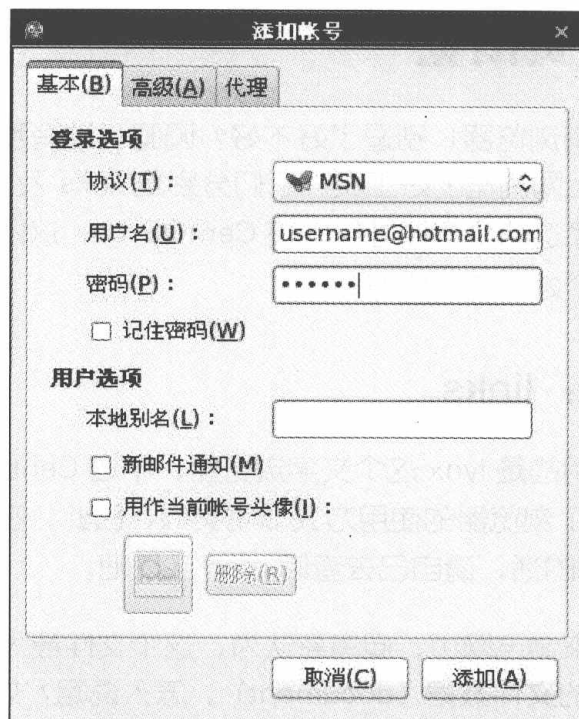 添加帐号
基本(B) 高级(A) 代理
登录选项
协议(T)： MSN
用户名(U)： username@hotmail.com
密码(P)： ••••••
记住密码(W)
用户选项
本地别名(L)：
新邮件通知(M)
用作当前帐号头像(I)：
删除(R)
取消(C) 添加(A)